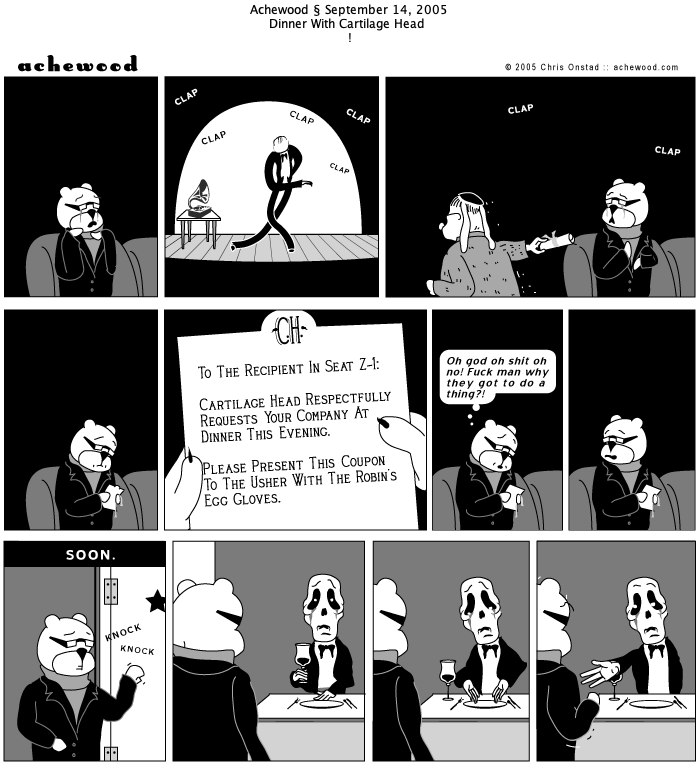 Achewood § September 14, 2005
Dinner With Cartilage Head
!
achewood
© 2005 Chris Onstad :: achewood.com
CLAP
CLAP
CLAP
CLAP
CLAP
CLAP
CLAP
CH
To The Recipient In Seat Z-1:
Cartilage Head Respectfully
Requests Your Company At
Dinner This Evening.
Please Present This Coupon
To The Usher With The Robin's
Egg Gloves.
Oh god oh shit oh
no! Fuck man why
they got to do a
thing?!
SOON.
KNOCK
KNOCK